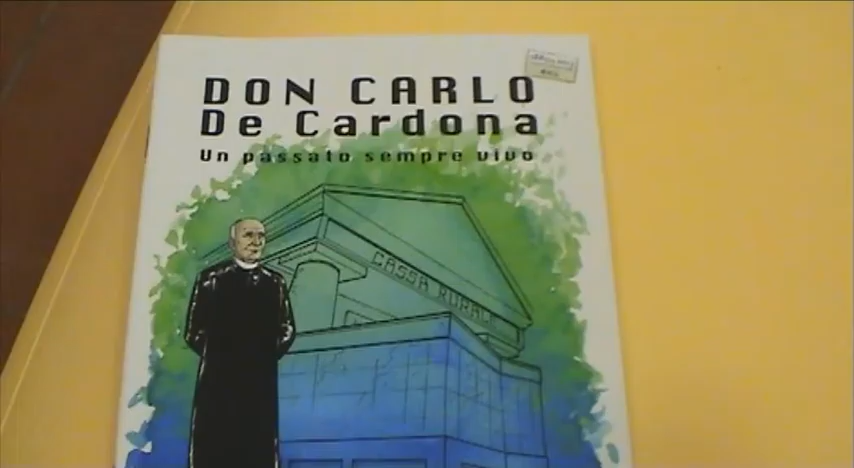 DON CARLO
De Cardona
Un passato sempre vivo
CASSA RURALE